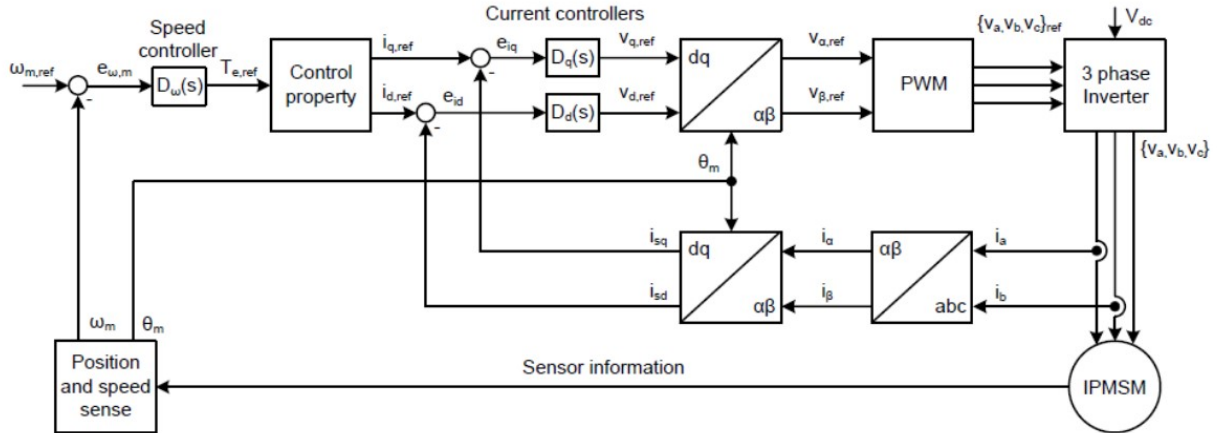 Current controllers
Speed
controller
{vₐ,v_b,v_c}ref
V_dc
ω_m,ref
e_ω,m
D_ω(s)
T_e,ref
Control
property
i_q,ref
e_iq
D_q(s)
v_q,ref
dq
αβ
v_α,ref
PWM
3 phase
Inverter
-
-
i_d,ref
e_id
D_d(s)
v_d,ref
v_β,ref
-
{vₐ,v_b,v_c}
θ_m
i_sq
dq
αβ
i_α
αβ
abc
i_a
i_sd
i_β
i_b
ω_m
θ_m
Position
and speed
sense
Sensor information
IPMSM